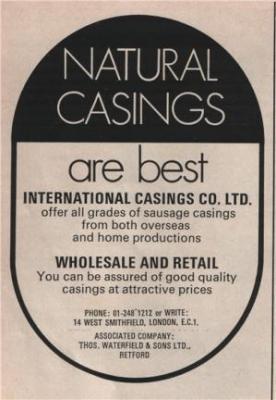 NATURAL
CASINGS
are best
INTERNATIONAL CASINGS CO. LTD.
offer all grades of sausage casings
from both overseas
and home productions
WHOLESALE AND RETAIL
You can be assured of good quality
casings at attractive prices
PHONE: 01-248 1212 or WRITE:
14 WEST SMITHFIELD, LONDON, E.C.1.
ASSOCIATED COMPANY:
THOS. WATERFIELD & SONS LTD.,
RETFORD